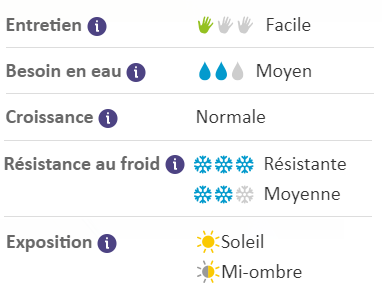 Entretien i Facile
Besoin en eau i Moyen
Croissance i Normale
Résistance au froid i Résistante
Moyenne
Exposition i Soleil
Mi-ombre